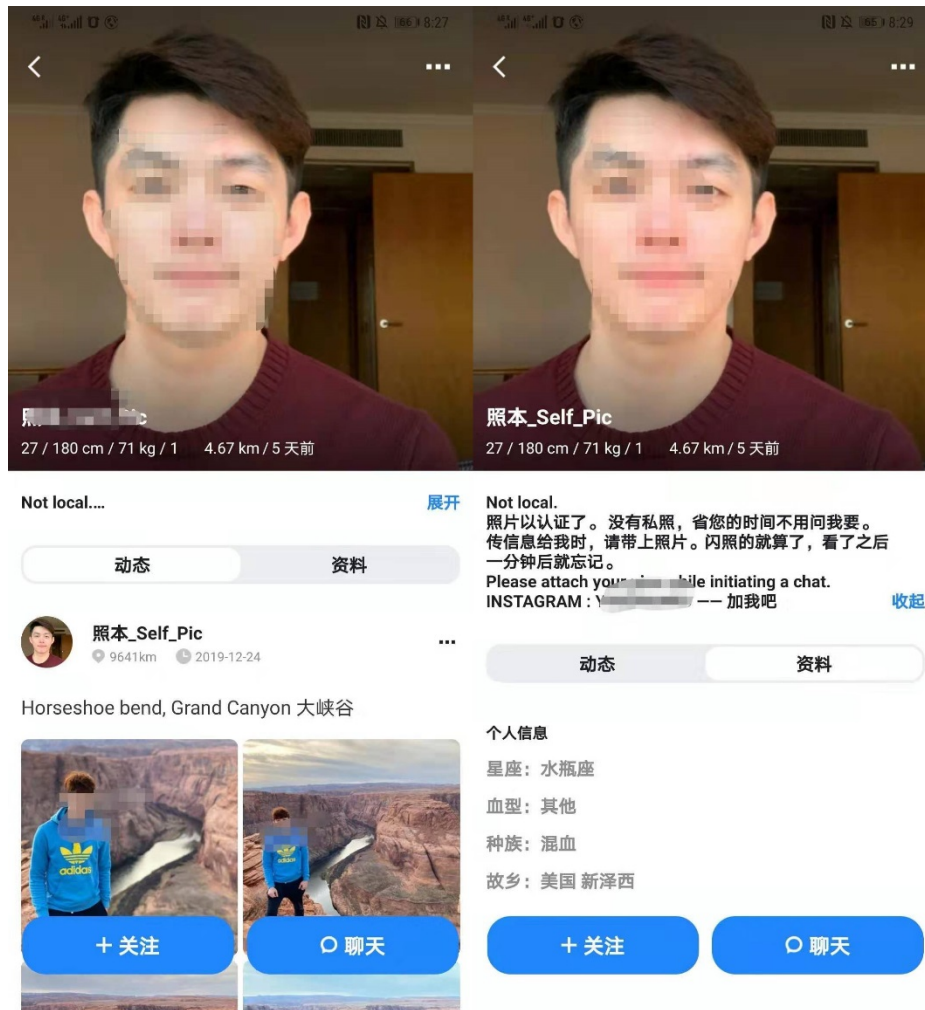 8:27
照 c
27 / 180 cm / 71 kg / 1 4.67 km / 5 天前
Not local.... 展开
动态 资料
照本_Self_Pic
9641km 2019-12-24
Horseshoe bend, Grand Canyon 大峡谷
adidas
adidas
+ 关注 聊天
65 8:29
照本_Self_Pic
27 / 180 cm / 71 kg / 1 4.67 km / 5 天前
Not local.
照片以认证了。没有私照，省您的时间不用问我要。
传信息给我时，请带上照片。闪照的就算了，看了之后
一分钟后就忘记。
Please attach your initiating a chat.
INSTAGRAM : —— 加我吧 收起
动态 资料
个人信息
星座：水瓶座
血型：其他
种族：混血
故乡：美国 新泽西
+ 关注 聊天